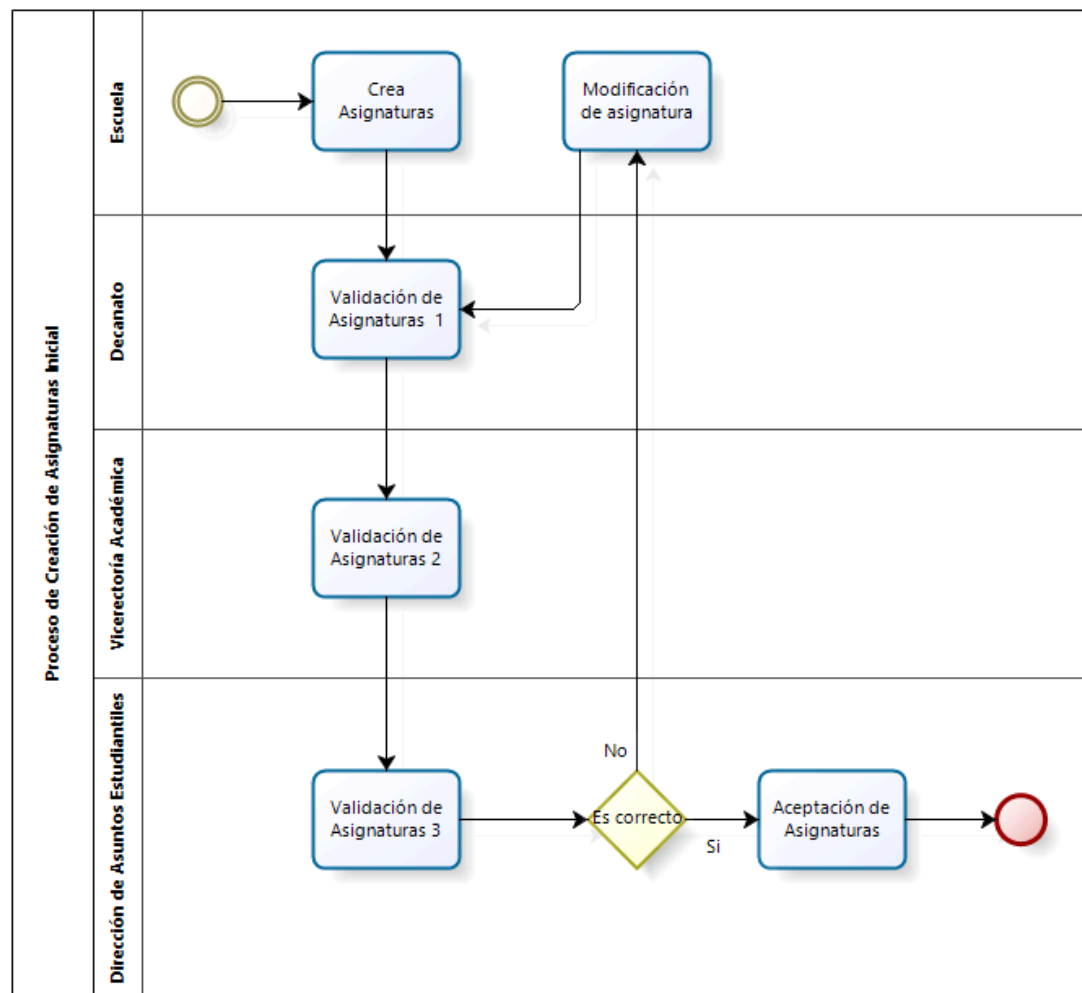 Proceso de Creación de Asignaturas Inicial
Escuela
Crea
Asignaturas
Modificación
de asignatura
Decanato
Validación de
Asignaturas 1
Vicerectoría Académica
Validación de
Asignaturas 2
Dirección de Asuntos Estudiantiles
Validación de
Asignaturas 3
No
Es correcto
Si
Aceptación de
Asignaturas